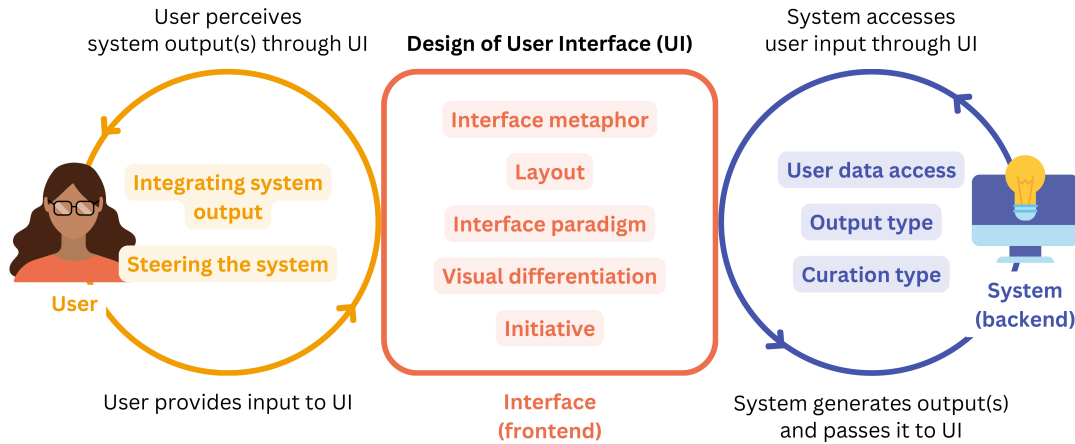 User perceives
system output(s) through UI
Design of User Interface (UI)
System accesses
user input through UI
Integrating system
output
Steering the system
User
User provides input to UI
Interface metaphor
Layout
Interface paradigm
Visual differentiation
Initiative
Interface
(frontend)
User data access
Output type
Curation type
System
(backend)
System generates output(s)
and passes it to UI